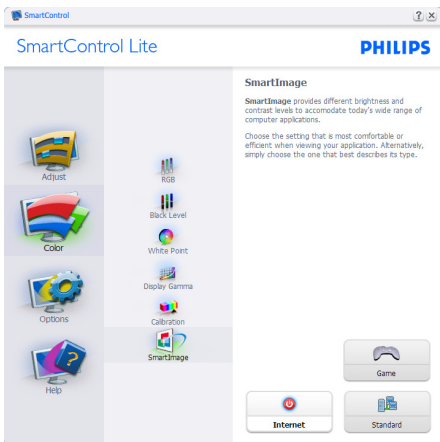 SmartControl
SmartControl Lite
PHILIPS
Adjust
Color
Options
Help
RGB
Black Level
White Point
Display Gamma
Calibration
SmartImage
SmartImage
SmartImage provides different brightness and
contrast levels to accomodate today's wide range of
computer applications.
Choose the setting that is most comfortable or
efficient when viewing your application. Alternatively,
simply choose the one that best describes its type.
Game
Internet
Standard